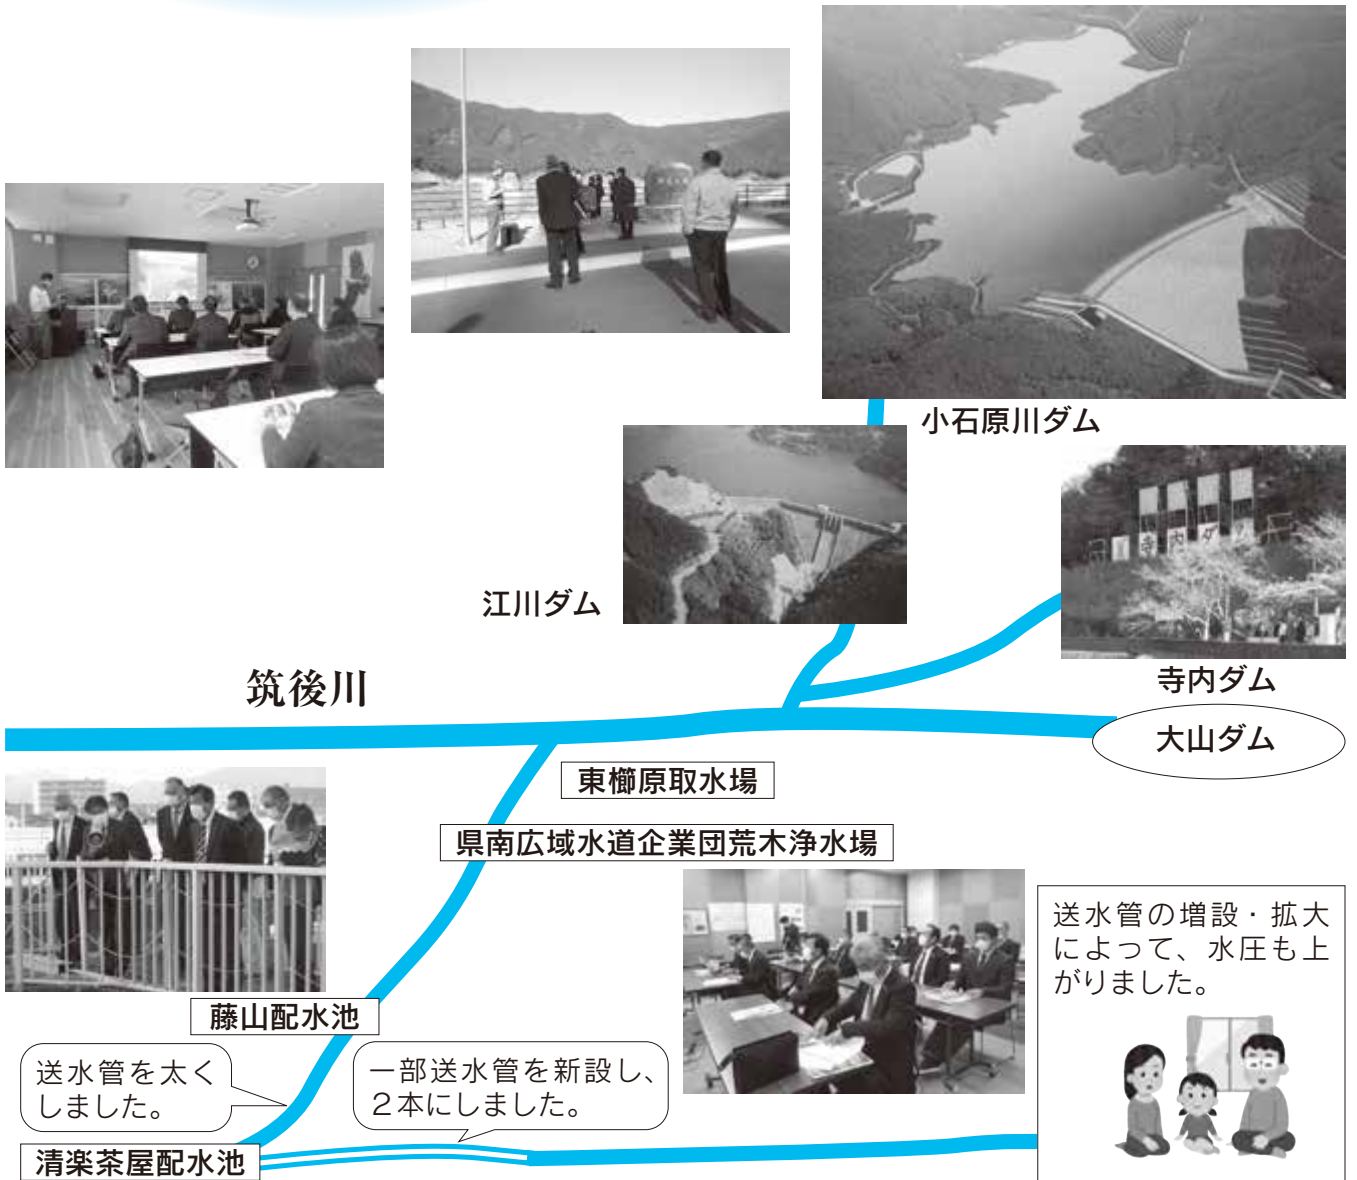 小石原川ダム
江川ダム
寺内ダ
寺内ダム
筑後川
大山ダム
東櫛原取水場
県南広域水道企業団荒木浄水場
送水管の増設・拡大
によって、水圧も上
がりました。
藤山配水池
送水管を太く
しました。
一部送水管を新設し、
２本にしました。
清楽茶屋配水池